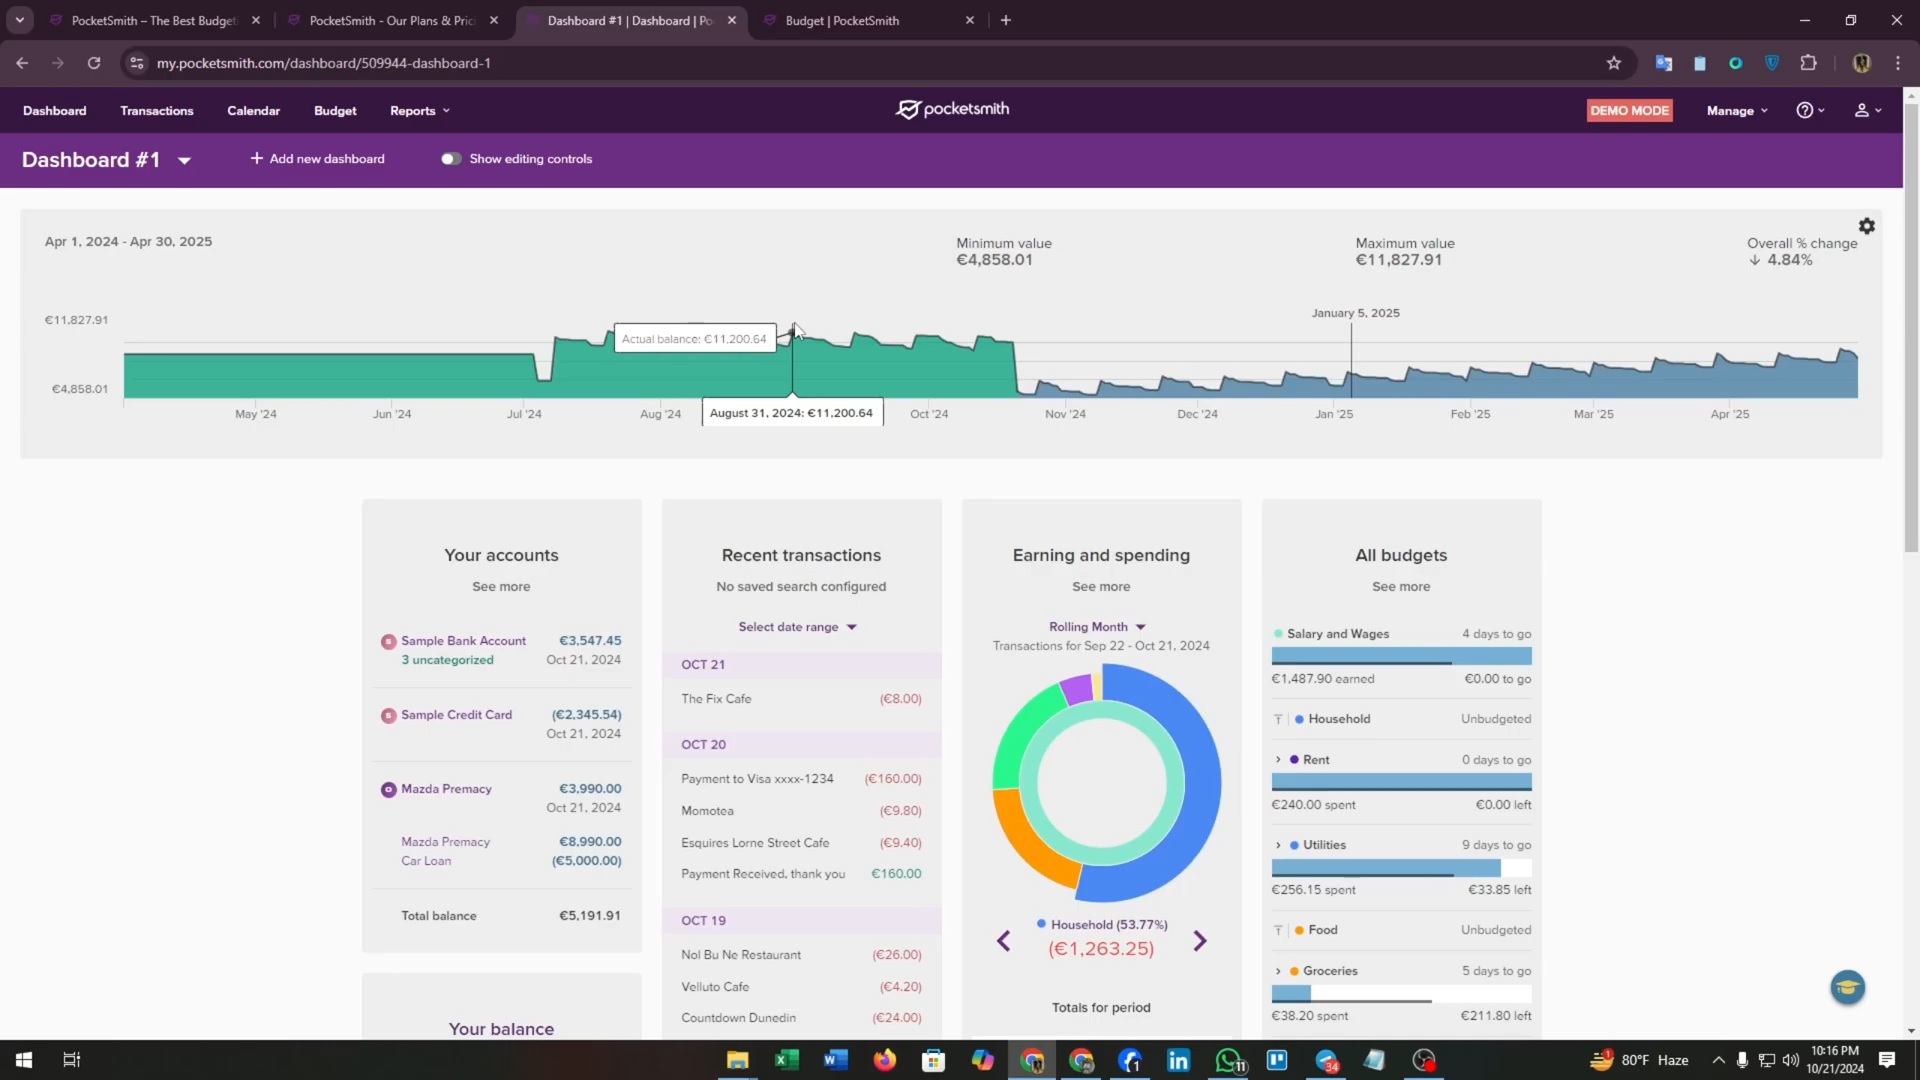 PocketSmith – The Best Budget
PocketSmith - Our Plans & Pric
Dashboard #1 | Dashboard | Po
Budget | PocketSmith
my.pocketsmith.com/dashboard/509944-dashboard-1
Dashboard
Transactions
Calendar
Budget
Reports
pocketsmith
DEMO MODE
Manage
Dashboard #1
+ Add new dashboard
Show editing controls
Apr 1, 2024 - Apr 30, 2025
Minimum value
€4,858.01
Maximum value
€11,827.91
Overall % change
↓ 4.84%
€11,827.91
€4,858.01
January 5, 2025
Actual balance: €11,200.64
May '24
Jun '24
Jul '24
Aug '24
August 31, 2024: €11,200.64
Oct '24
Nov '24
Dec '24
Jan '25
Feb '25
Mar '25
Apr '25
Your accounts
See more
Sample Bank Account €3,547.45
3 uncategorized Oct 21, 2024
Sample Credit Card (€2,345.54)
Oct 21, 2024
Mazda Premacy €3,990.00
Oct 21, 2024
Mazda Premacy €8,990.00
Car Loan (€5,000.00)
Total balance €5,191.91
Your balance
Recent transactions
No saved search configured
Select date range
OCT 21
The Fix Cafe (€8.00)
OCT 20
Payment to Visa xxxx-1234 (€160.00)
Momotea (€9.80)
Esquires Lorne Street Cafe (€9.40)
Payment Received, thank you €160.00
OCT 19
Nol Bu Ne Restaurant (€26.00)
Velluto Cafe (€4.20)
Countdown Dunedin (€24.00)
Earning and spending
See more
Rolling Month
Transactions for Sep 22 - Oct 21, 2024
Household (53.77%)
(€1,263.25)
Totals for period
All budgets
See more
Salary and Wages 4 days to go
€1,487.90 earned €0.00 to go
Household Unbudgeted
Rent 0 days to go
€240.00 spent €0.00 left
Utilities 9 days to go
€256.15 spent €33.85 left
Food Unbudgeted
Groceries 5 days to go
€38.20 spent €211.80 left
11
34
1
80°F Haze
10:16 PM
10/21/2024